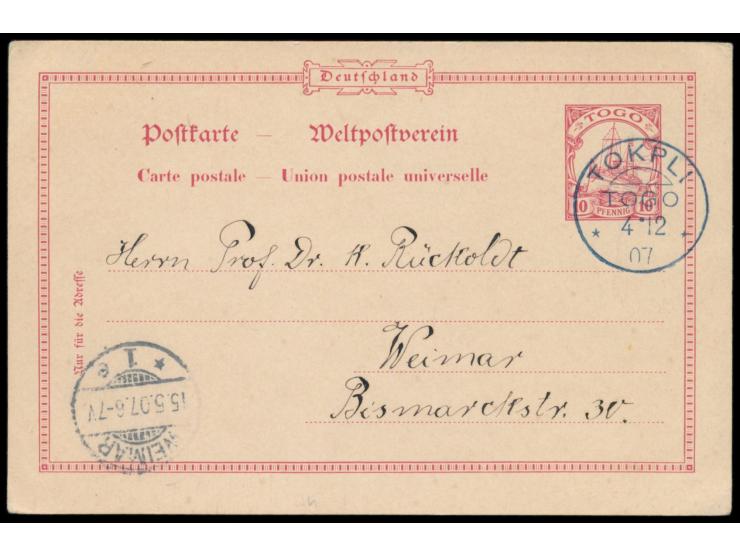 Deutschland
Postkarte — Weltpostverein
Carte postale — Union postale universelle
TOGO
10 PFENNIG 10
TOKPLI
TOGO
* 4 12 *
07
Herrn Prof. Dr. K. Rückoldt
Weimar
Bismarckstr. 30.
Nur für die Adresse
WEIMAR
15.5.07.6-7V.
* 1 e